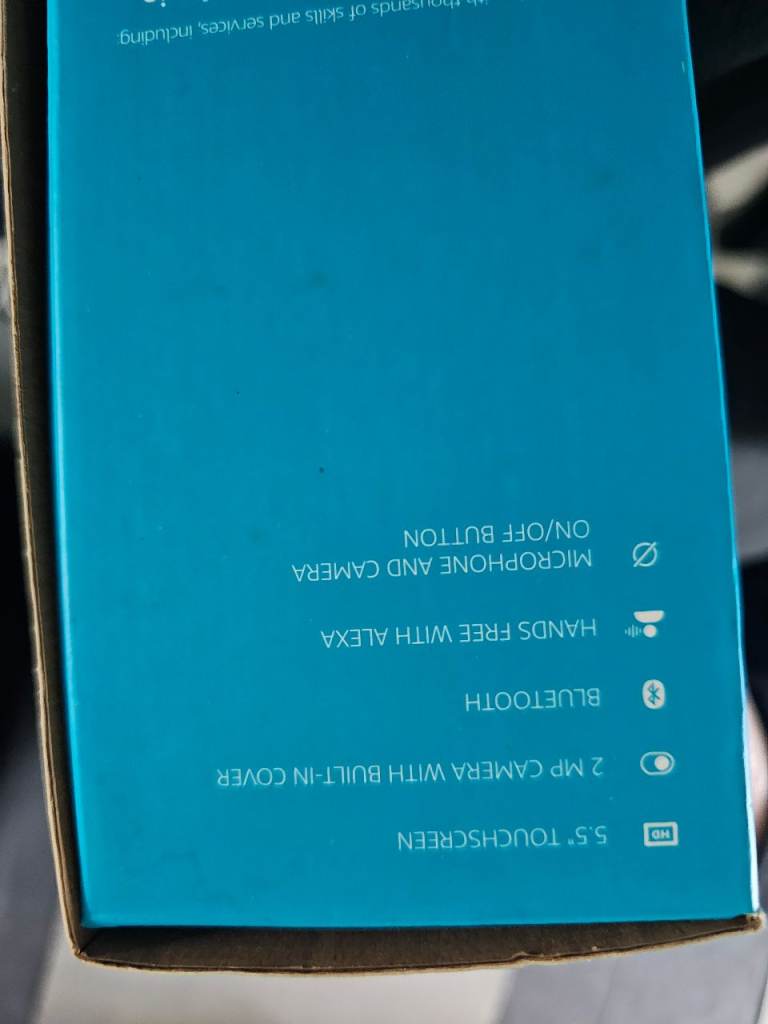 HD
5.5" TOUCHSCREEN
2 MP CAMERA WITH BUILT-IN COVER
BLUETOOTH
HANDS FREE WITH ALEXA
MICROPHONE AND CAMERA
ON/OFF BUTTON
thousands of skills and services, including: